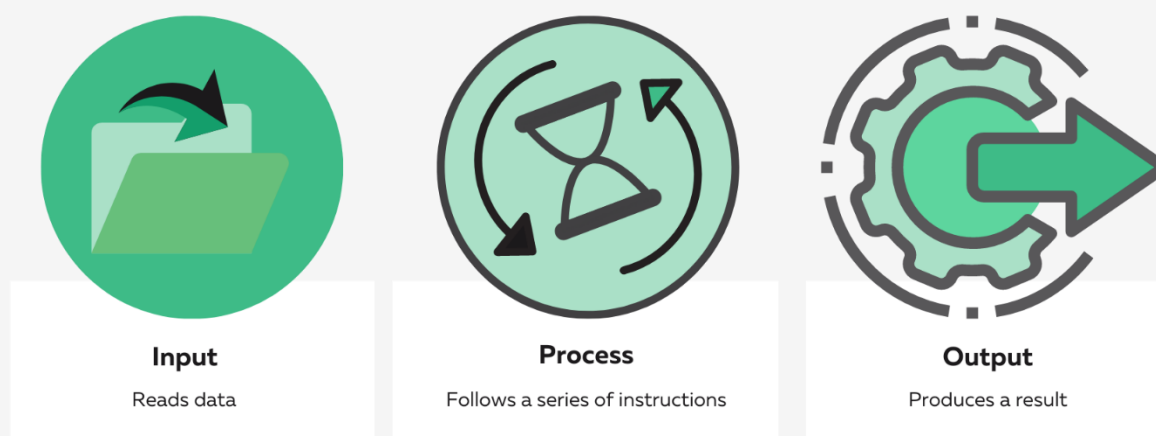 Input
Reads data
Process
Follows a series of instructions
Output
Produces a result